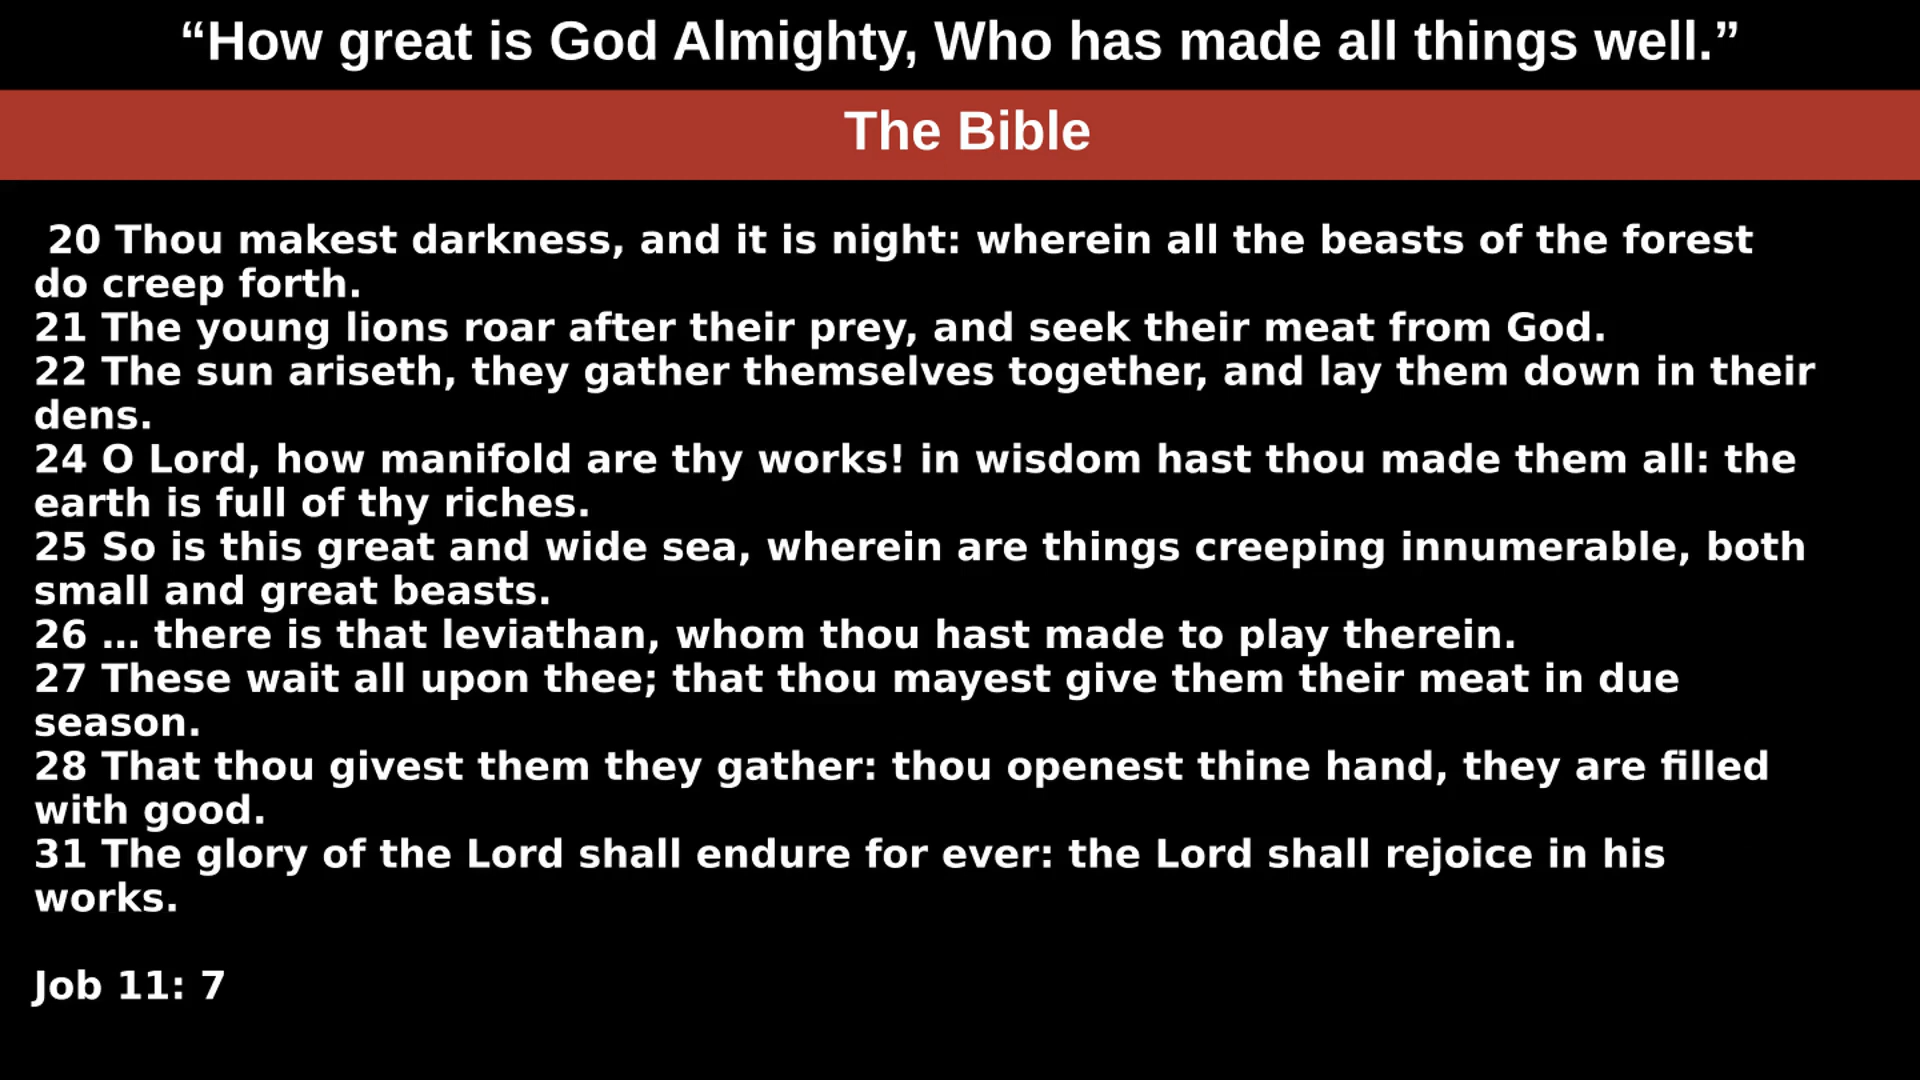 “How great is God Almighty, Who has made all things well.”
The Bible
20 Thou makest darkness, and it is night: wherein all the beasts of the forest
do creep forth.
21 The young lions roar after their prey, and seek their meat from God.
22 The sun ariseth, they gather themselves together, and lay them down in their
dens.
24 O Lord, how manifold are thy works! in wisdom hast thou made them all: the
earth is full of thy riches.
25 So is this great and wide sea, wherein are things creeping innumerable, both
small and great beasts.
26 … there is that leviathan, whom thou hast made to play therein.
27 These wait all upon thee; that thou mayest give them their meat in due
season.
28 That thou givest them they gather: thou openest thine hand, they are filled
with good.
31 The glory of the Lord shall endure for ever: the Lord shall rejoice in his
works.
Job 11: 7